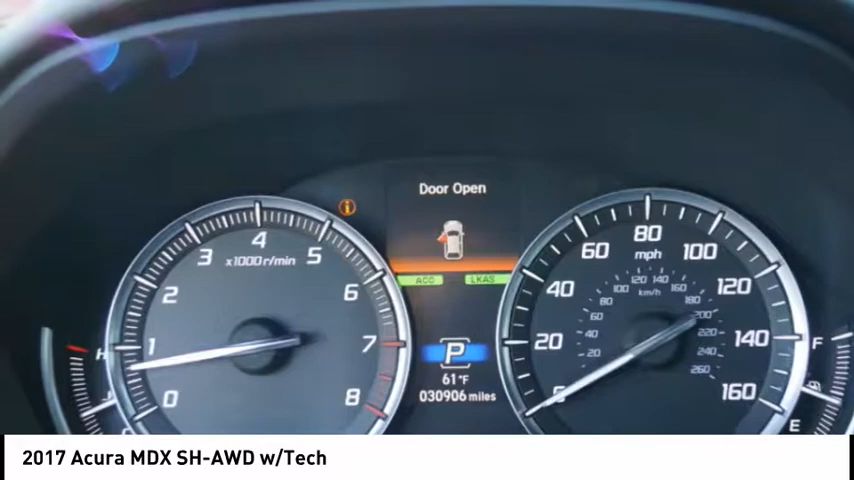 Door Open
ACC LKAS
x1000r/min
0 1 2 3 4 5 6 7 8
H
P
61°F
030906 miles
mph
0 20 40 60 80 100 120 140 160
km/h
20 40 60 80 100 120 140 160 180 200 220 240 260
F
E
2017 Acura MDX SH-AWD w/Tech